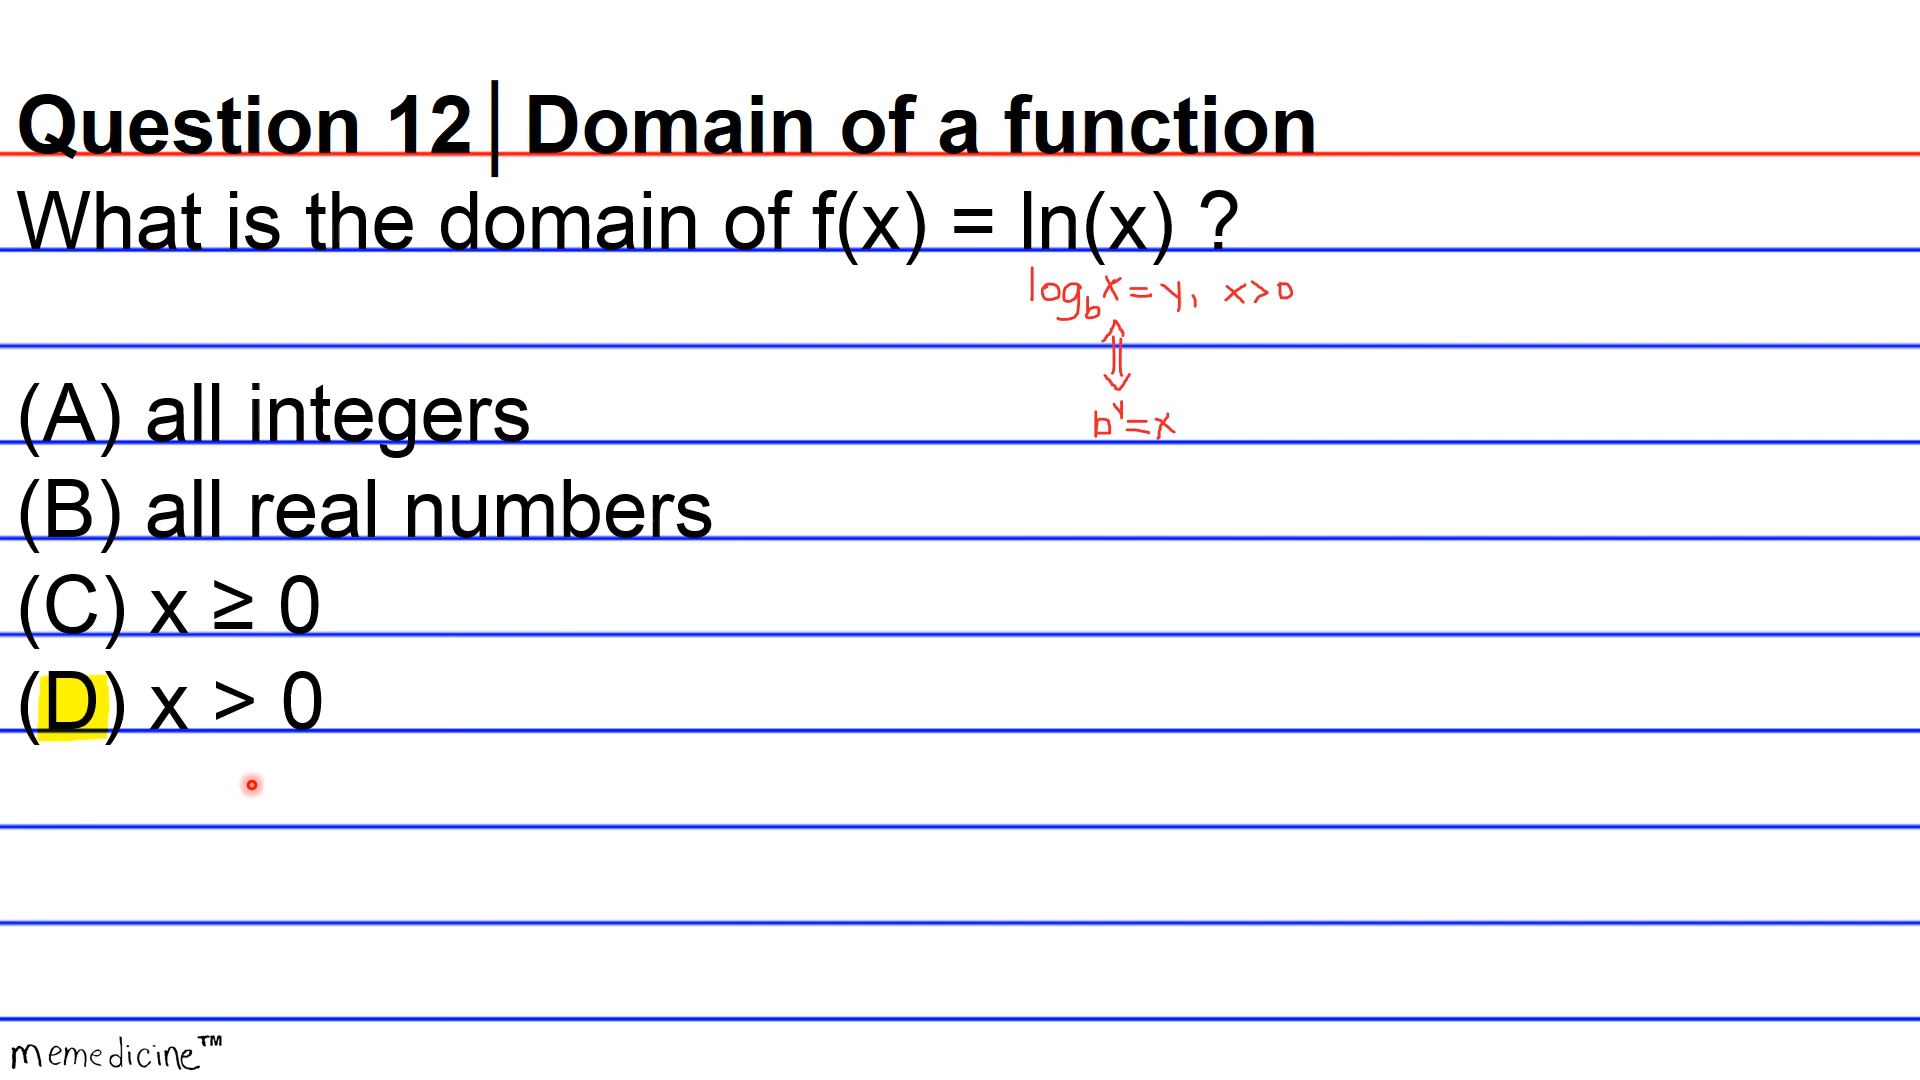 Question 12| Domain of a function
What is the domain of f(x) = ln(x) ?
log_b x = y, x>0
b^y = x
(A) all integers
(B) all real numbers
(C) x ≥ 0
(D) x > 0
memedicine™